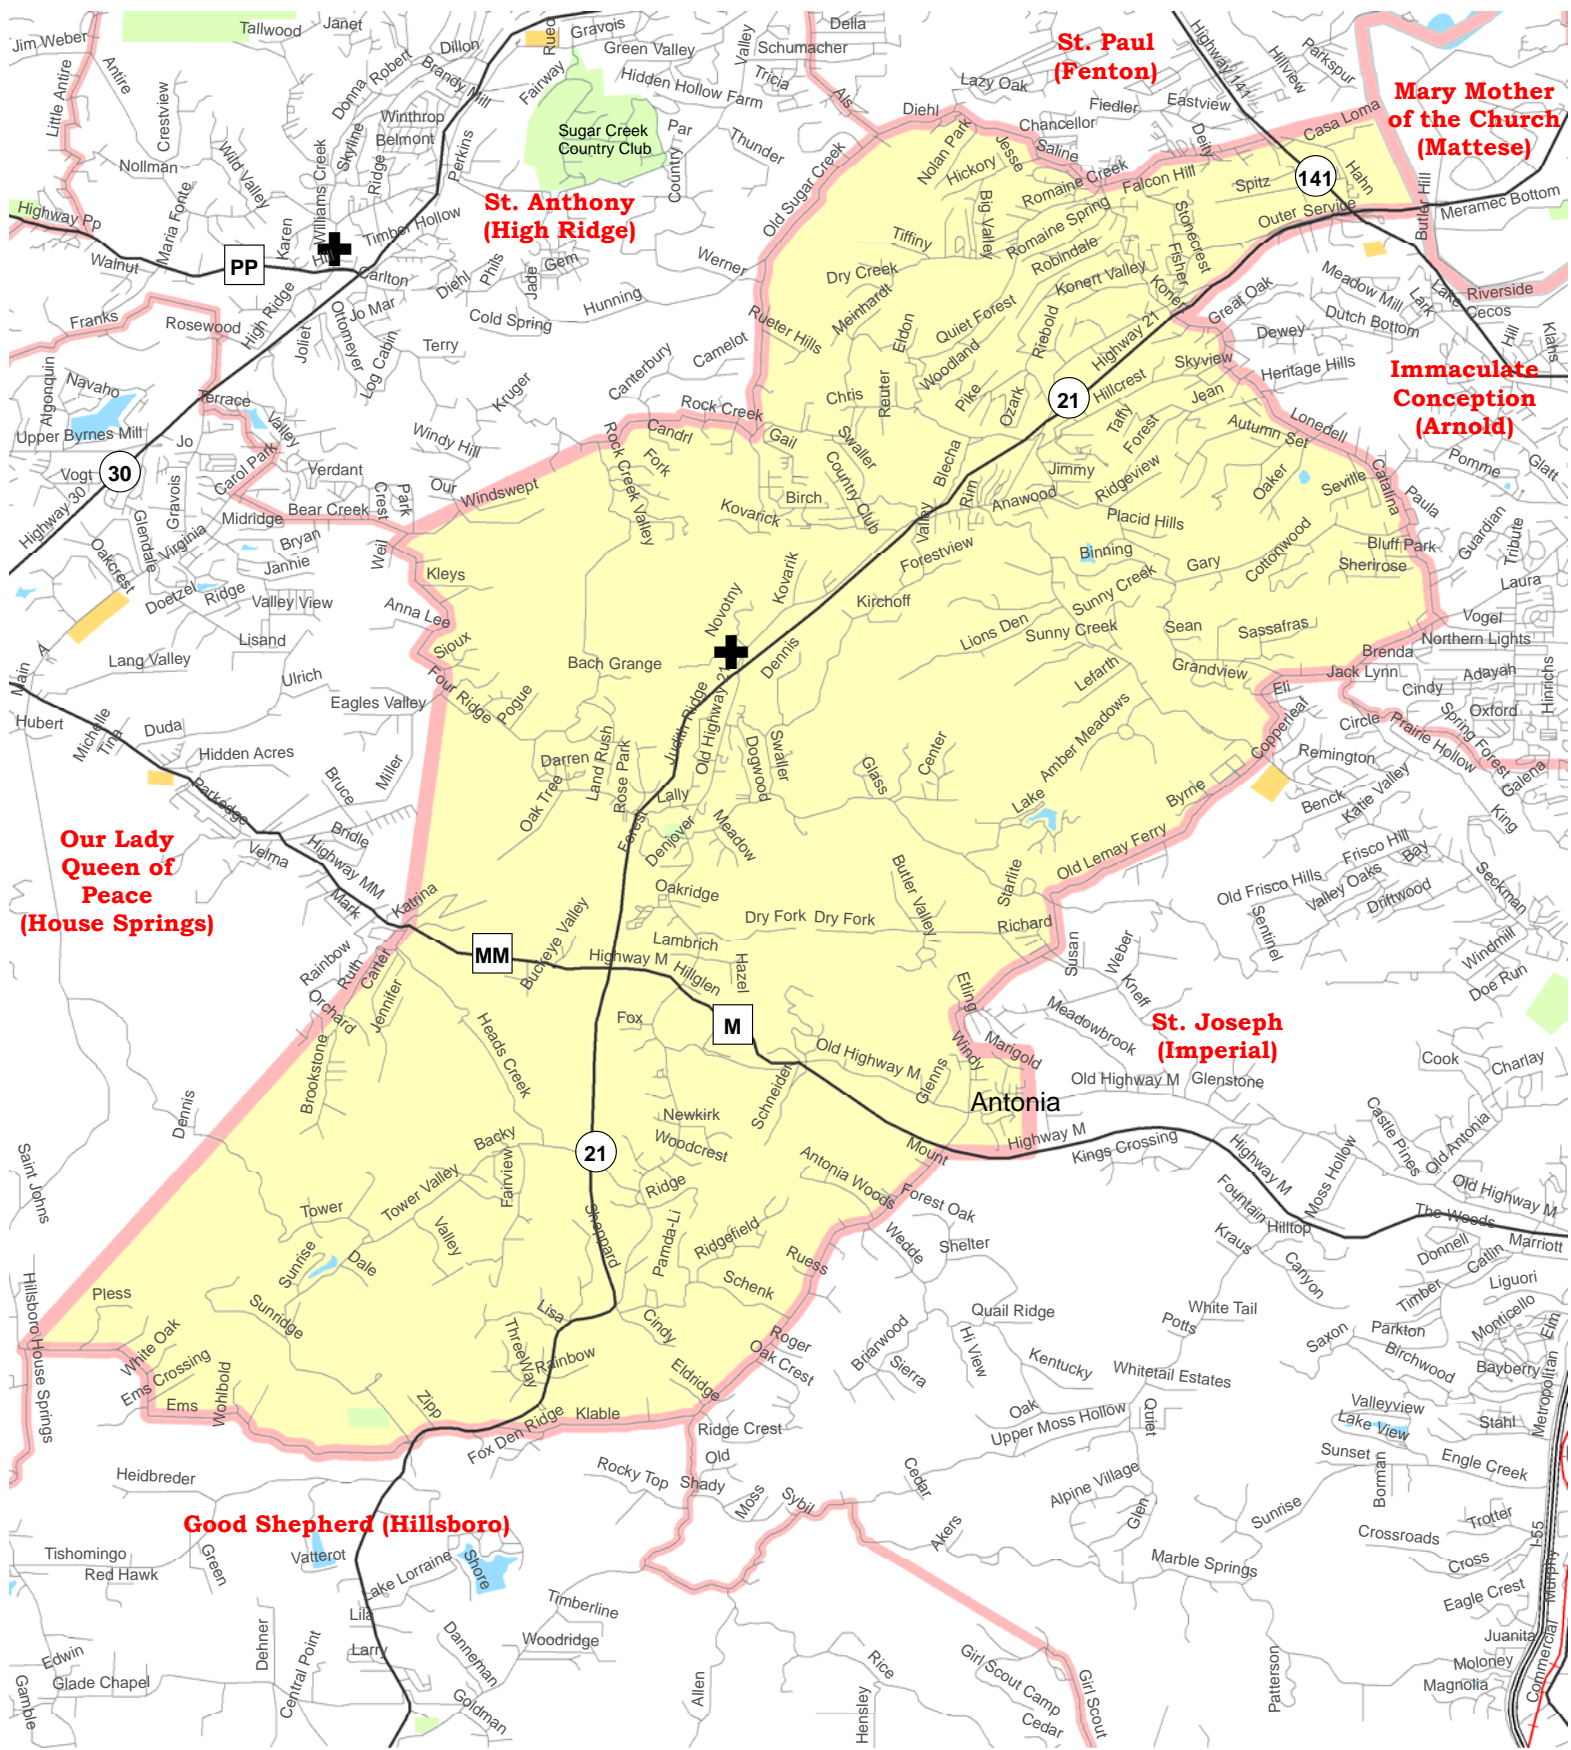 Jim Weber
Tallwood
Janet
Dillon
Rued
Gravois
Green Valley
Valley
Della
Schumacher
St. Paul
(Fenton)
Highway 141
Hillview
Parkspur
Antire
Little Antire
Crestview
Donna
Robert
Brandy Mill
Fairway
Hidden Hollow Farm
Tricia
Als
Lazy Oak
Fiedler
Eastview
Mary Mother
of the Church
(Mattese)
Winthrop
Belmont
Skyline
Ridge
Perkins
Sugar Creek
Country Club
Par
Country
Thunder
Diehl
Chancellor
Casa Loma
Nolan Park
Jesse
Saline
Deity
Nollman
Wild Valley
Williams Creek
Hickory
Romaine Creek
Falcon Hill
Spitz
141
Hahn
Old Sugar Creek
St. Anthony
(High Ridge)
Maria Fonte
Karen
Timber Hollow
Big Valley
Romaine Spring
Stonecrest
Outer Service
Butler Hill
Meramec Bottom
Highway Pp
Walnut
PP
Carlton
Diehl
Phils
Jade
Gem
Werner
Tiffiny
Robindale
Fisher
Dry Creek
Konert Valley
Great Oak
Meadow Mill
Lark
Lake
Riverside
Cecos
Franks
Rosewood
High Ridge
Joliet
Ottomeyer
Jo Mar
Cold Spring
Hunning
Rueter Hills
Meinhardt
Eldon
Quiet Forest
Riebold
Highway 21
Dewey
Dutch Bottom
Hill
Kiahs
Log Cabin
Terry
Camelot
Canterbury
Woodland
Skyview
Heritage Hills
Immaculate
Conception
(Arnold)
Algonquin
Navaho
Terrace
Kruger
Rock Creek
Chris
Reuter
Pike
Ozark
21
Hillcrest
Jean
Taffy
Forest
Lonedell
Upper Byrnes Mill
Jo
Valley
Windy Hill
Rock Creek Valley
Candrl
Fork
Gail
Swaller
Autumn Set
Vogt
30
Carol Park
Verdant
Our
Windswept
Birch
Country Club
Blecha
Rim
Jimmy
Ridgeview
Oaker
Seville
Catalina
Pomme
Glatt
Highway 30
Gravois
Glendale
Virginia
Midridge
Bear Creek
Crest
Park
Kovarick
Valley
Anawood
Placid Hills
Paula
Guardian
Tribute
Oakcrest
Bryan
Jannie
Weil
Kleys
Forestview
Binning
Gary
Cottonwood
Bluff Park
Sherirose
Doetzel
Ridge
Valley View
Anna Lee
Novotny
Kovarik
Kirchoff
Sunny Creek
Laura
Vogel
Lisand
Sioux
Lions Den
Sunny Creek
Sean
Sassafras
Northern Lights
Main
A
Lang Valley
Ulrich
Four Ridge
Bach Grange
Dennis
Lefarth
Grandview
Brenda
Jack Lynn
Adayah
Cindy
Eli
Hinrichs
Hubert
Michelle
Tina
Duda
Eagles Valley
Pogue
Judith Ridge
Old Highway 21
Amber Meadows
Copperleaf
Circle
Oxford
Prairie Hollow
Spring Forest
Hidden Acres
Bruce
Miller
Darren
Land Rush
Rose Park
Dogwood
Swaller
Glass
Center
Remington
Galena
Parkedge
Oak Tree
Lally
Lake
Byrne
Benck
Katie Valley
King
Our Lady
Queen of
Peace
(House Springs)
Bridle
Velma
Highway MM
Forest
Denjover
Meadow
Old Lemay Ferry
Frisco Hill
Bay
Mark
Katrina
Oakridge
Butler Valley
Starlite
Old Frisco Hills
Valley Oaks
Driftwood
Seckman
Rainbow
Ruth
Carter
MM
Buckeye Valley
Highway M
Lambrich
Dry Fork
Dry Fork
Richard
Susan
Weber
Sentinel
Windmill
Hillglen
Hazel
Doe Run
Orchard
Jennifer
Fox
M
Etling
Kneff
Meadowbrook
St. Joseph
(Imperial)
Heads Creek
Old Highway M
Windy
Marigold
Cook
Charlay
Brookstone
Schneider
Glenns
Old Highway M
Glenstone
Antonia
Dennis
Newkirk
Castle Pines
Old Antonia
Saint Johns
Backy
21
Woodcrest
Mount
Highway M
Kings Crossing
Highway M
Moss Hollow
Tower
Tower Valley
Fairview
Ridge
Antonia Woods
Forest Oak
Fountain
Hilltop
Old Highway M
The Woods
Sunrise
Dale
Valley
Sheppard
Pamda-Li
Ridgefield
Wedde
Shelter
Kraus
Donnell
Catlin
Marriott
Hillsboro House Springs
Pless
Sunridge
Ruess
Schenk
Canyon
Timber
Liguori
White Oak
Lisa
Cindy
Roger
Quail Ridge
White Tail
Potts
Saxon
Parkton
Monticello
Elm
Ems Crossing
Wohlbold
Three Way
Rainbow
Oak Crest
Briarwood
Sierra
Hi View
Kentucky
Whitetail Estates
Birchwood
Bayberry
Ems
Zipp
Eldridge
Klable
Fox Den Ridge
Ridge Crest
Oak
Upper Moss Hollow
Quiet
Valleyview
Lake View
Stahl
Metropolitan
Heidbreder
Rocky Top
Old
Shady
Moss
Sybil
Cedar
Alpine Village
Sunset
Borman
Engle Creek
Good Shepherd (Hillsboro)
Akers
Glen
Sunrise
Crossroads
Trotter
I-55
Tishomingo
Red Hawk
Green
Vatterot
Lake Lorraine
Shore
Marble Springs
Cross
Murphy
Timberline
Eagle Crest
Lila
Larry
Dehner
Central Point
Danneman
Woodridge
Juanita
Edwin
Glade Chapel
Gamble
Goldman
Allen
Rice
Hensley
Girl Scout Camp
Cedar
Girl Scout
Patterson
Moloney
Magnolia
Commercial